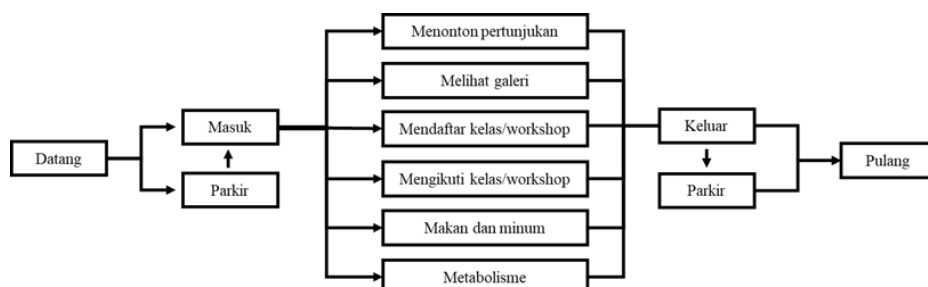 Datang
Masuk
Parkir
Menonton pertunjukan
Melihat galeri
Mendaftar kelas/workshop
Mengikuti kelas/workshop
Makan dan minum
Metabolisme
Keluar
Parkir
Pulang